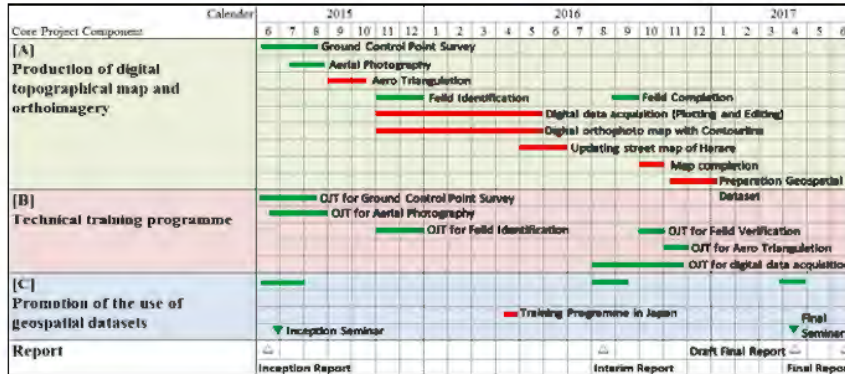 Calender 2015 2016 2017
Core Project Component 6 7 8 9 10 11 12 1 2 3 4 5 6 7 8 9 10 11 12 1 2 3 4 5 6
[A]
Production of digital
topographical map and
orthoimagery
Ground Control Point Survey
Aerial Photography
Aero Triangulation
Feild Identification Feild Completion
Digital data acquisition (Plotting and Editing)
Digital orthophoto map with Contourline
Updating street map of Harare
Map completion
Preparation Geospatial
Dataset
[B]
Technical training programme
OJT for Ground Control Point Survey
OJT for Aerial Photography
OJT for Feild Identification OJT for Feild Verification
OJT for Aero Triangulation
OJT for digital data acquisition
[C]
Promotion of the use of
geospatial datasets
Training Programme in Japan
Inception Seminar
Final
Seminar
Report Draft Final Report
Inception Report Interim Report Final Repor